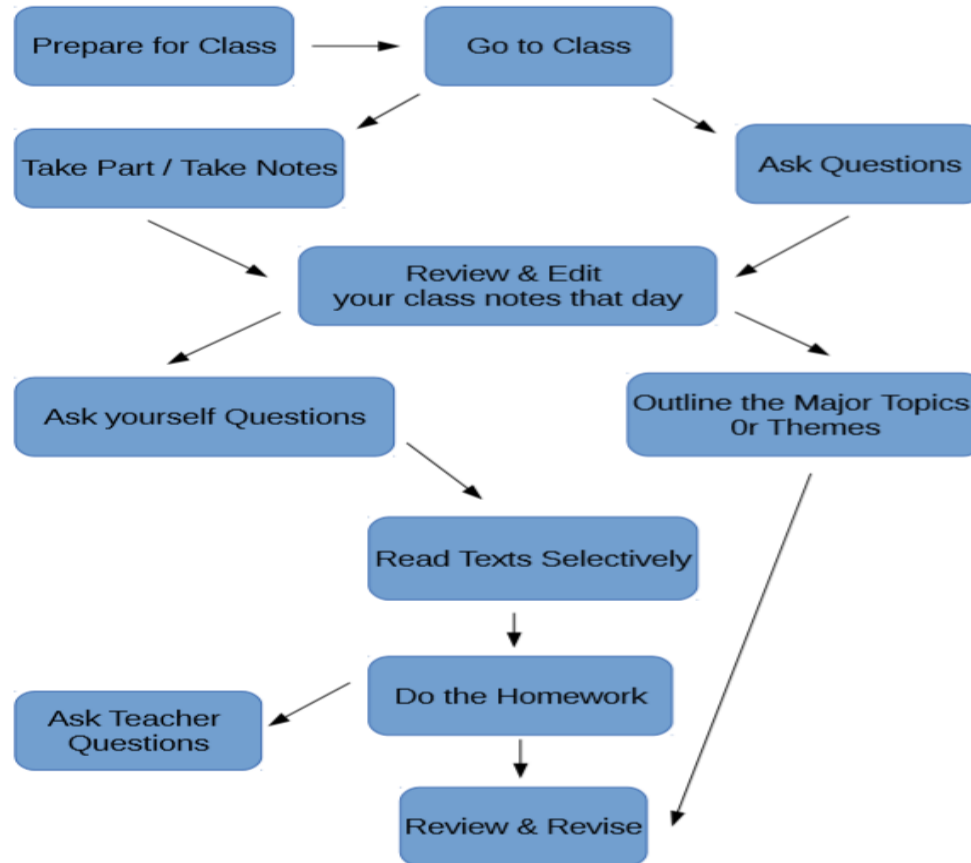 Prepare for Class
Go to Class
Take Part / Take Notes
Ask Questions
Review & Edit
your class notes that day
Ask yourself Questions
Outline the Major Topics
0r Themes
Read Texts Selectively
Do the Homework
Ask Teacher
Questions
Review & Revise